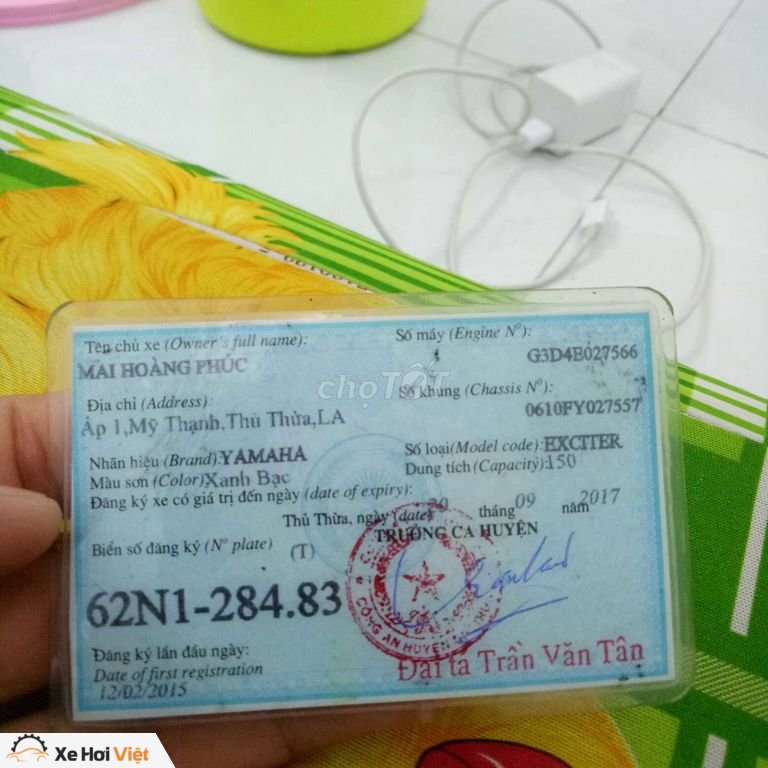 Tên chủ xe (Owner's full name):
MAI HOÀNG PHÚC
Số máy (Engine Nº):
G3D4E027566
Địa chỉ (Address):
Ấp 1,Mỹ Thạnh,Thủ Thừa,LA
Số khung (Chassis Nº):
0610FY027557
Nhãn hiệu (Brand):YAMAHA
Số loại(Model code):EXCITER
Màu sơn (Color)Xanh Bạc
Dung tích (Capacity):150
Đăng ký xe có giá trị đến ngày (date of expiry):
Thủ Thừa, ngày (date) 20 tháng 09 năm 2017
TRƯỞNG CA HUYỆN
Biển số đăng ký (Nº plate) (T)
62N1-284.83
CÔNG AN HUYỆN
Đăng ký lần đầu ngày:
Date of first registration
12/02/2015
Đại tá Trần Văn Tân
chợTỐT
Xe Hơi Việt